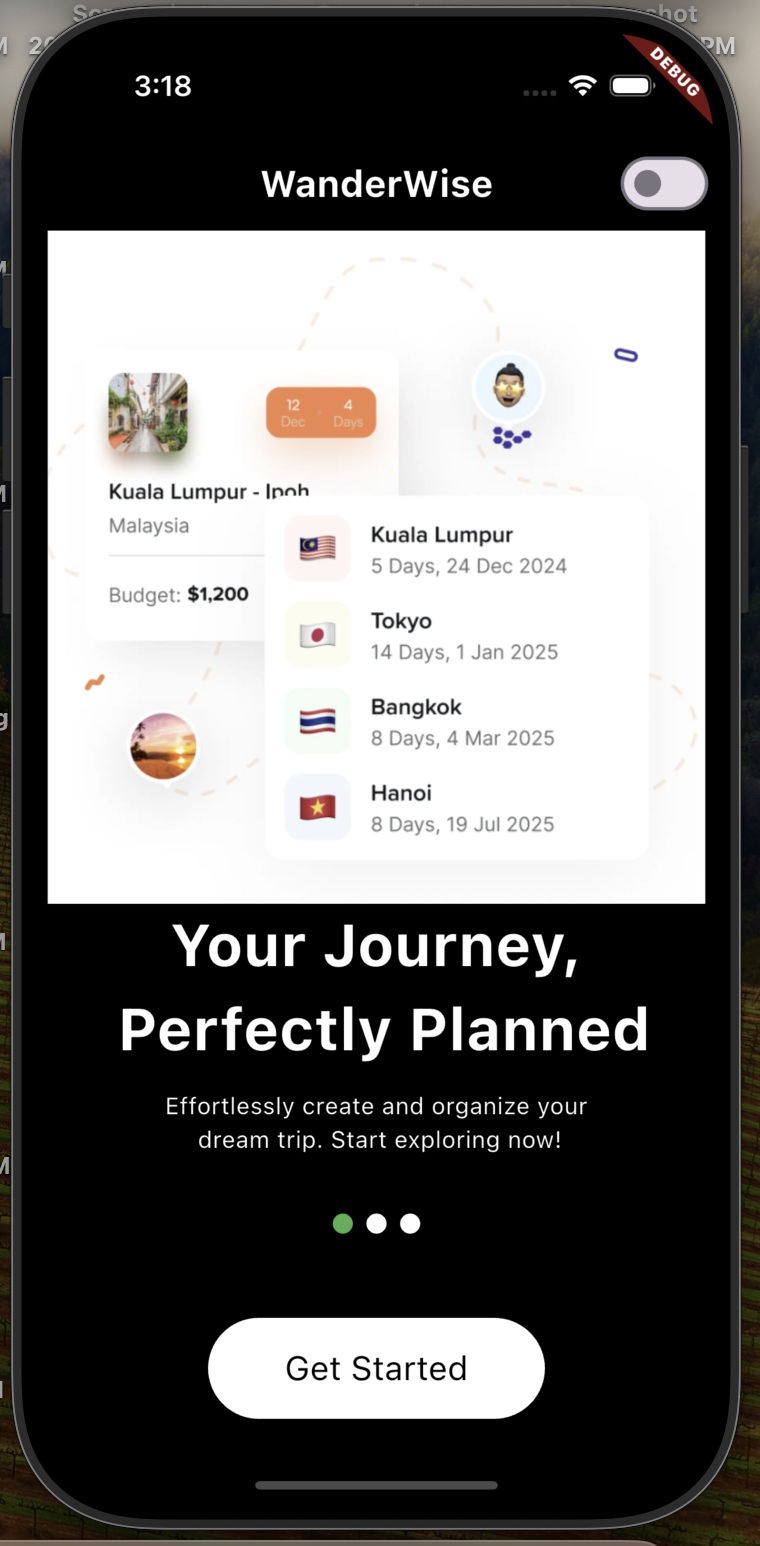 3:18
DEBUG
WanderWise
12 4
Dec Days
Kuala Lumpur - Ipoh
Malaysia
Budget: $1,200
Kuala Lumpur
5 Days, 24 Dec 2024
Tokyo
14 Days, 1 Jan 2025
Bangkok
8 Days, 4 Mar 2025
Hanoi
8 Days, 19 Jul 2025
Your Journey,
Perfectly Planned
Effortlessly create and organize your
dream trip. Start exploring now!
Get Started